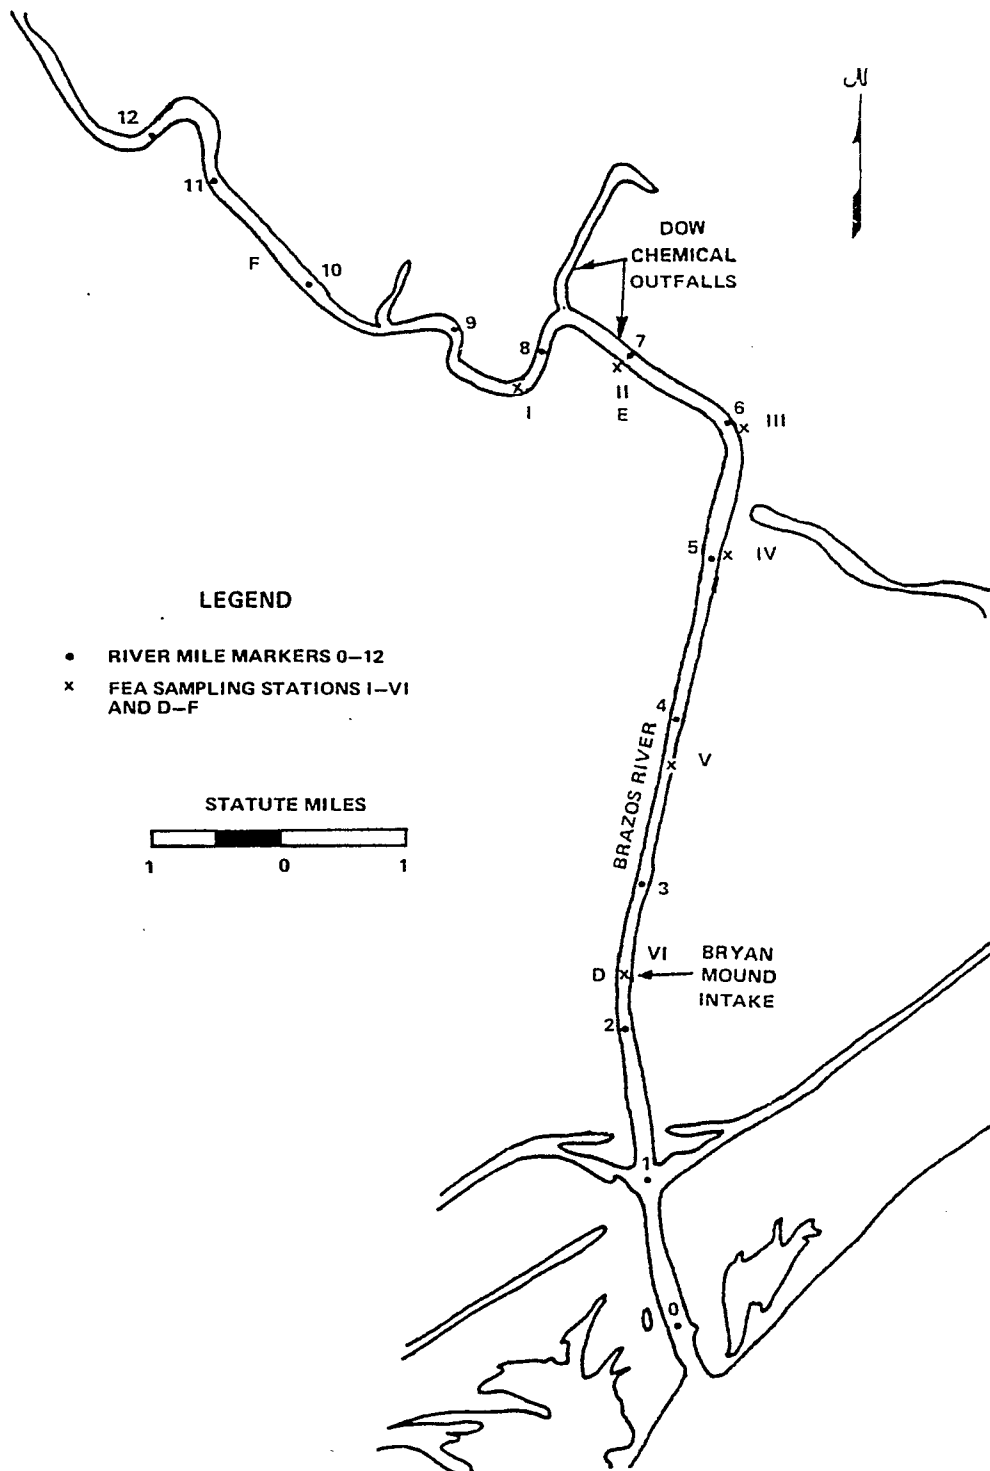 N
12
11
F
10
DOW
CHEMICAL
OUTFALLS
9
8
7
I
II
E
6
III
5
IV
LEGEND
• RIVER MILE MARKERS 0–12
x FEA SAMPLING STATIONS I–VI
AND D–F
4
BRAZOS RIVER
V
STATUTE MILES
1 0 1
3
VI
D
BRYAN
MOUND
INTAKE
2
1
0